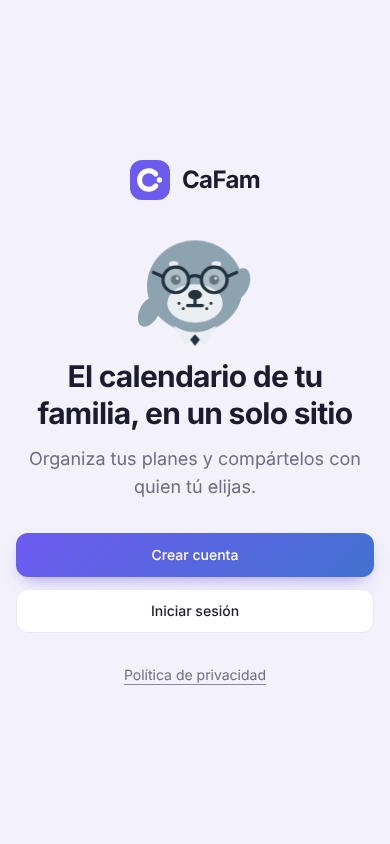 CaFam
El calendario de tu
familia, en un solo sitio
Organiza tus planes y compártelos con
quien tú elijas.
Crear cuenta
Iniciar sesión
Política de privacidad